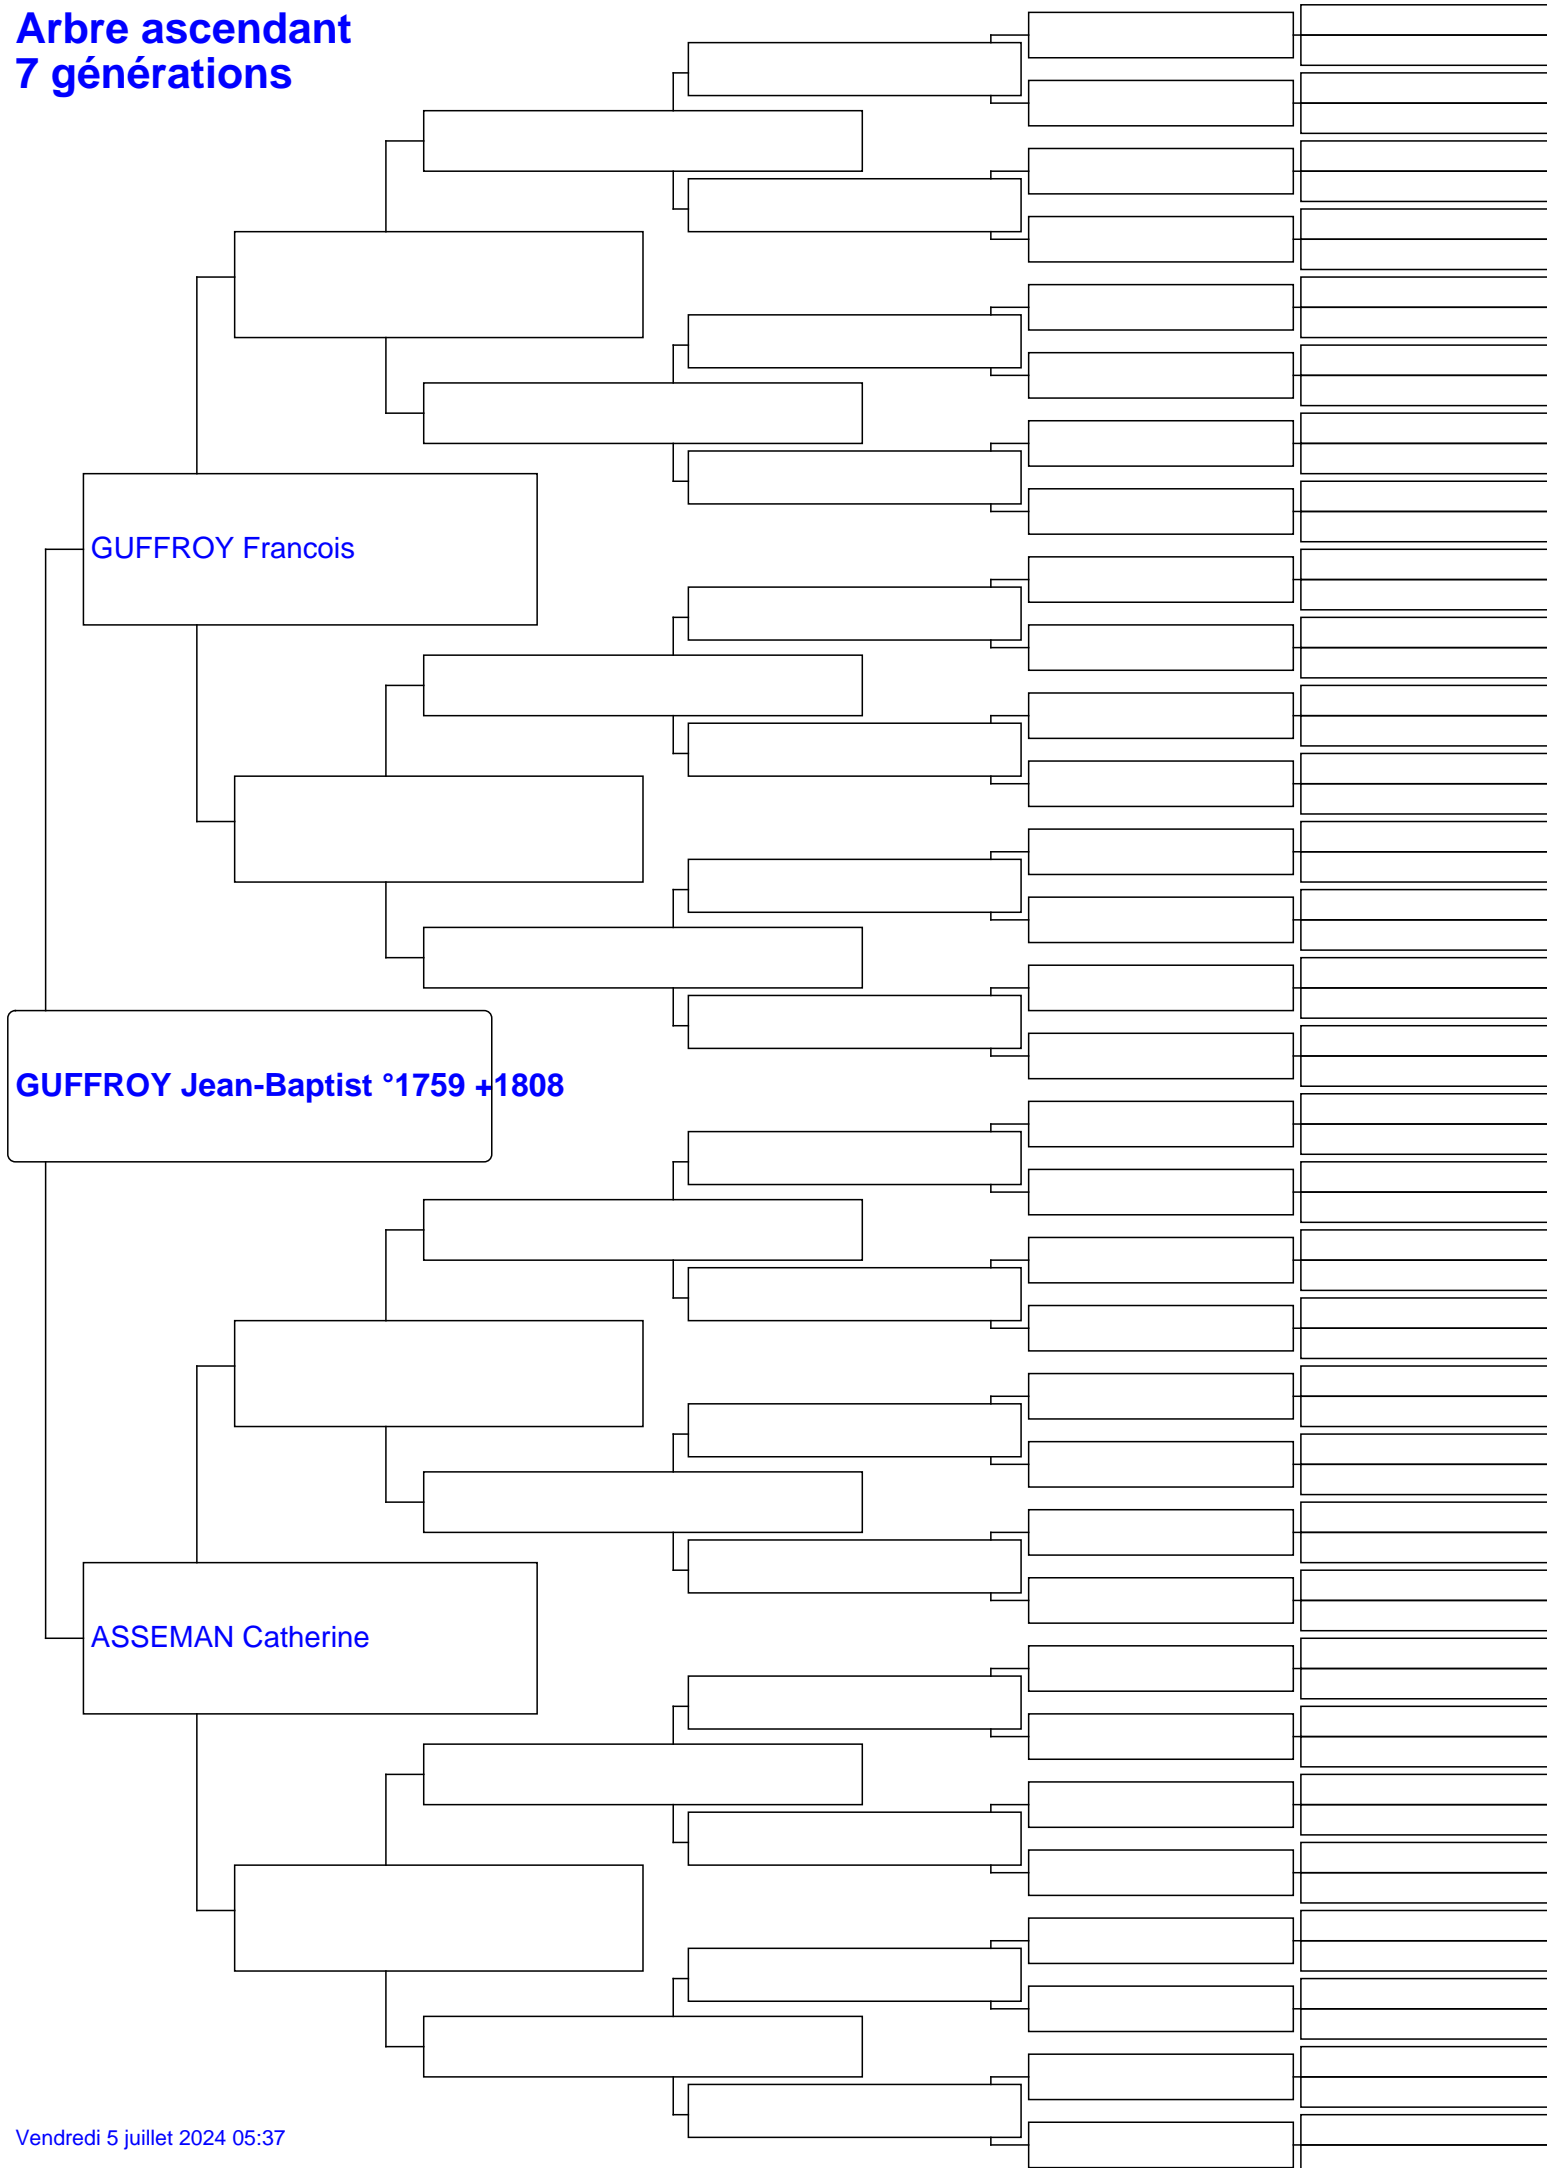 Arbre ascendant
7 générations
GUFFROY Francois
GUFFROY Jean-Baptist °1759 +1808
ASSEMAN Catherine
Vendredi 5 juillet 2024 05:37